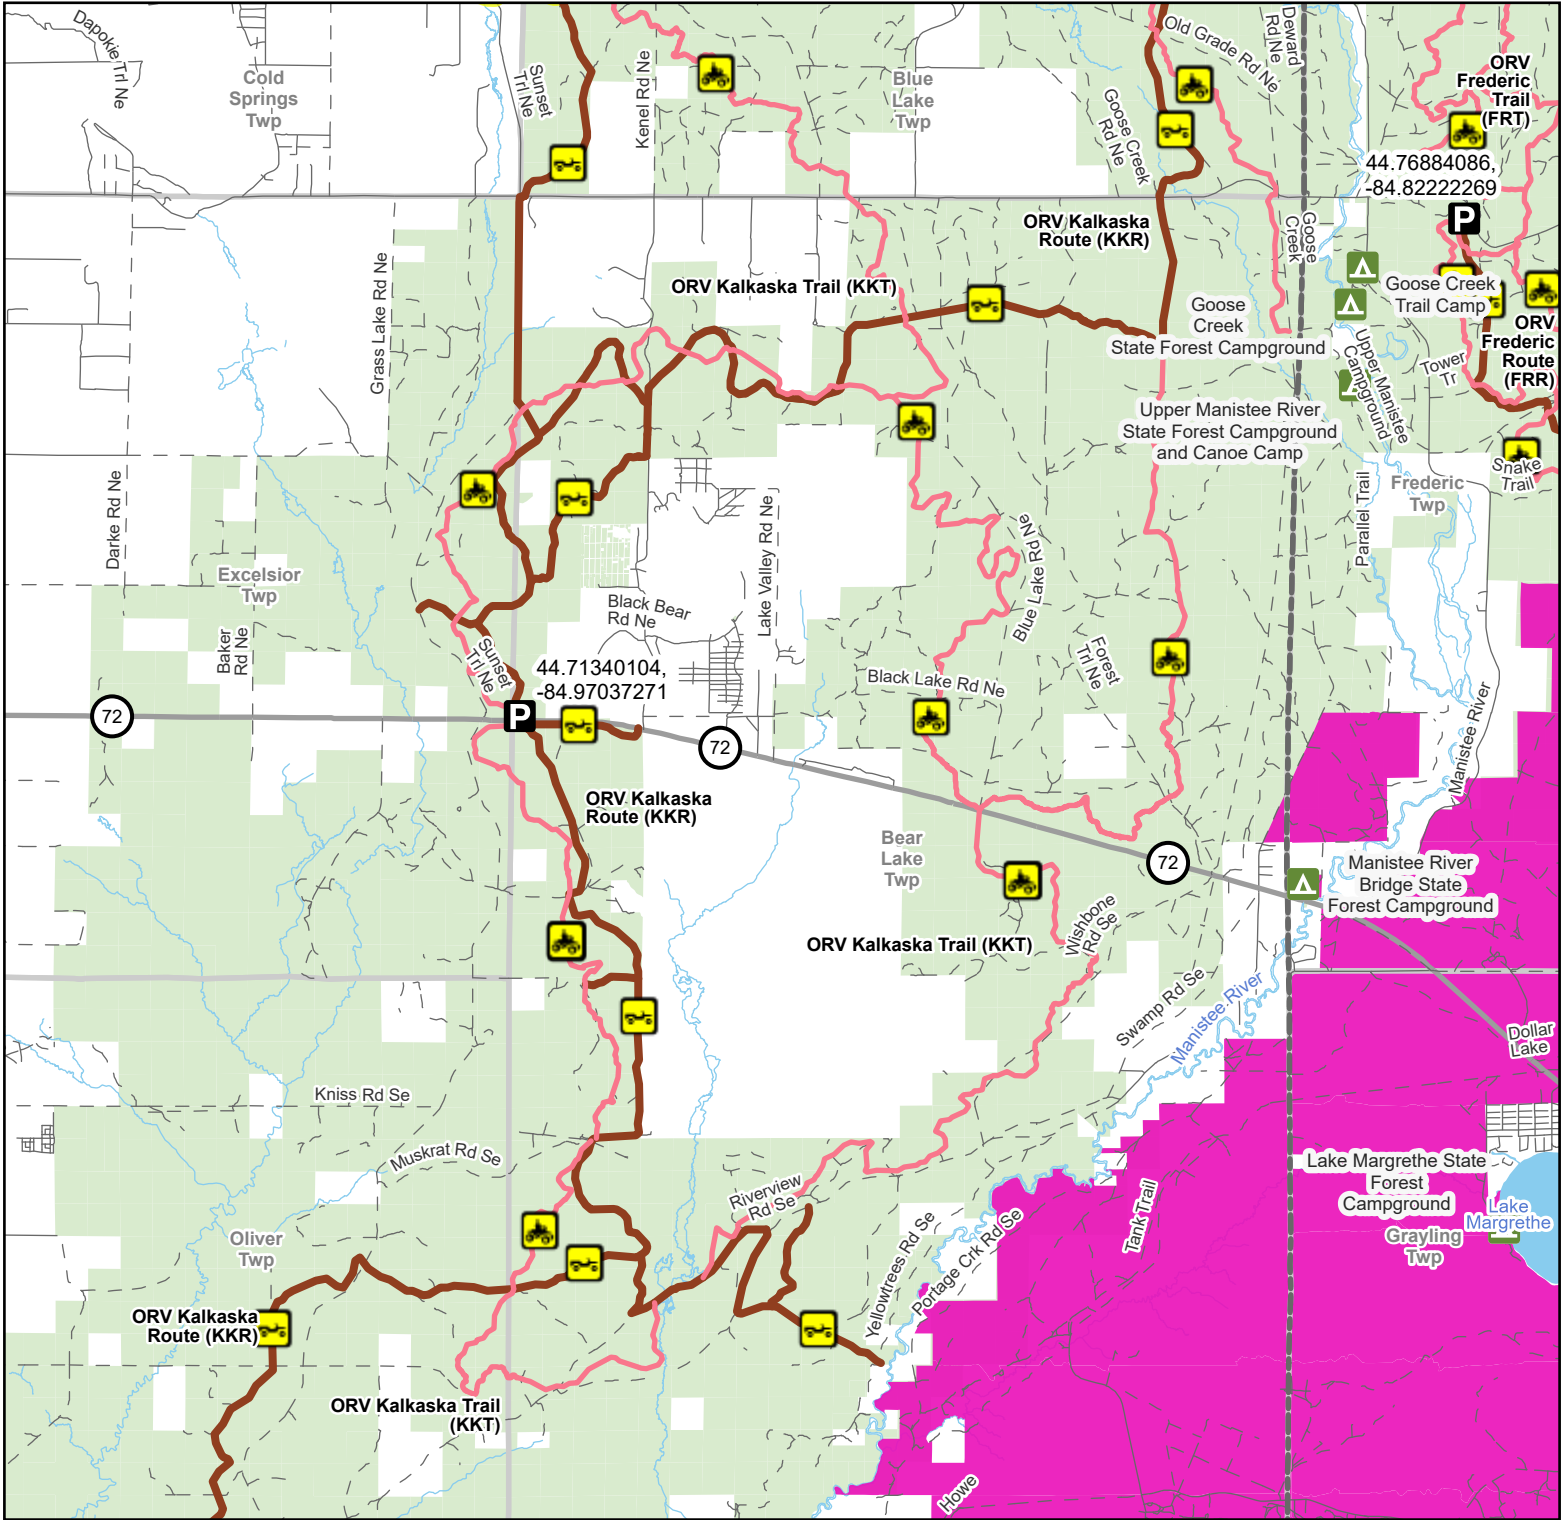 Dapokie Trl Ne
Cold
Springs
Twp
Sunset
Trl Ne
Kenel Rd Ne
Blue
Lake
Twp
Old Grade Rd Ne
Deward
Rd Ne
Goose Creek
Rd Ne
ORV
Frederic
Trail
(FRT)
44.76884086,
-84.82222269
P
ORV Kalkaska
Route (KKR)
Goose
Creek
Grass Lake Rd Ne
ORV Kalkaska Trail (KKT)
Goose Creek
Trail Camp
Goose
Creek
State Forest Campground
ORV
Frederic
Route
(FRR)
Upper Manistee
Campground
Tower
Tr
Upper Manistee River
State Forest Campground
and Canoe Camp
Snake
Trail
Frederic
Twp
Parallel Trail
Darke Rd Ne
Lake Valley Rd Ne
Blue Lake Rd Ne
Excelsior
Twp
Black Bear
Rd Ne
Baker
Rd Ne
Sunset
Trl Ne
Forest
Trl Ne
44.71340104,
-84.97037271
Black Lake Rd Ne
Manistee River
72
P
72
ORV Kalkaska
Route (KKR)
Bear
Lake
Twp
72
Manistee River
Bridge State
Forest Campground
Wishbone
Rd Se
ORV Kalkaska Trail (KKT)
Swamp Rd Se
Manistee River
Dollar
Lake
Kniss Rd Se
Muskrat Rd Se
Lake Margrethe State
Forest
Campground
Riverview
Rd Se
Lake
Margrethe
Tank Trail
Yellowtrees Rd Se
Portage Crk Rd Se
Oliver
Twp
Grayling
Twp
ORV Kalkaska
Route (KKR)
ORV Kalkaska Trail
(KKT)
Howe